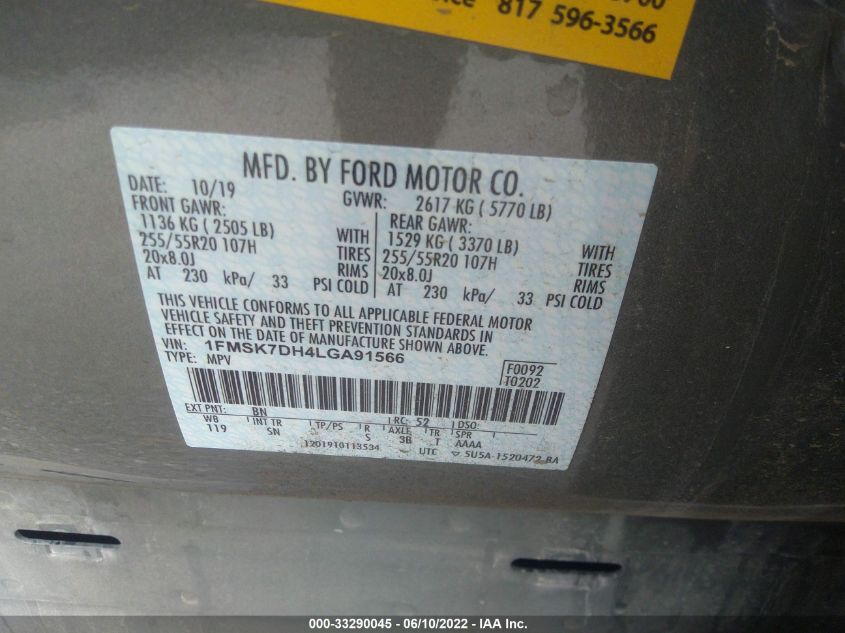 817 596-3566
MFD. BY FORD MOTOR CO.
DATE: 10/19 GVWR: 2617 KG ( 5770 LB)
FRONT GAWR: REAR GAWR:
1136 KG ( 2505 LB) WITH 1529 KG ( 3370 LB) WITH
255/55R20 107H TIRES 255/55R20 107H TIRES
20x8.0J RIMS 20x8.0J RIMS
AT 230 kPa/ 33 PSI COLD AT 230 kPa/ 33 PSI COLD
THIS VEHICLE CONFORMS TO ALL APPLICABLE FEDERAL MOTOR
VEHICLE SAFETY AND THEFT PREVENTION STANDARDS IN
EFFECT ON THE DATE OF MANUFACTURE SHOWN ABOVE.
VIN: 1FMSK7DH4LGA91566
TYPE: MPV
F0092
T0202
EXT PNT: BN RC: 52 DSO:
WB INT TR TP/PS R AXLE TR SPR
119 SN S 3B T AAAA
1201910113534 UTC ▽ 5U5A-1520472-BA
000-33290045 - 06/10/2022 - IAA Inc.